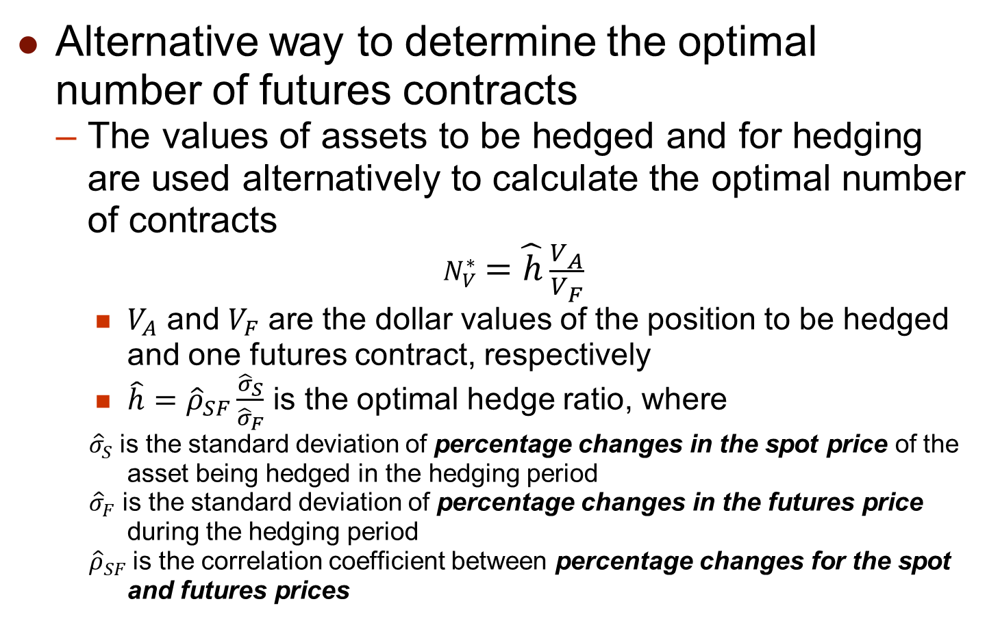 ● Alternative way to determine the optimal
number of futures contracts
– The values of assets to be hedged and for hedging
are used alternatively to calculate the optimal number
of contracts
$N_V^* = \widehat{h}\frac{V_A}{V_F}$
■ $V_A$ and $V_F$ are the dollar values of the position to be hedged
and one futures contract, respectively
■ $\hat{h} = \hat{\rho}_{SF}\frac{\hat{\sigma}_S}{\hat{\sigma}_F}$ is the optimal hedge ratio, where
$\hat{\sigma}_S$ is the standard deviation of percentage changes in the spot price of the
asset being hedged in the hedging period
$\hat{\sigma}_F$ is the standard deviation of percentage changes in the futures price
during the hedging period
$\hat{\rho}_{SF}$ is the correlation coefficient between percentage changes for the spot
and futures prices